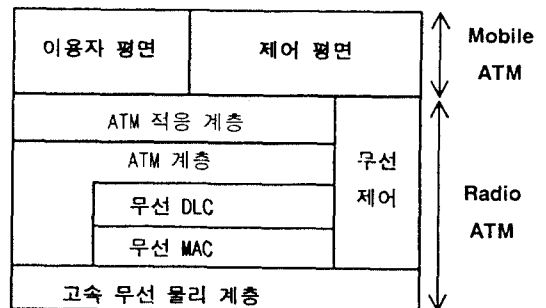 이용자 평면
제어 평면
Mobile
ATM
ATM 적응 계층
ATM 계층
무선
제어
무선 DLC
무선 MAC
Radio
ATM
고속 무선 물리 계층